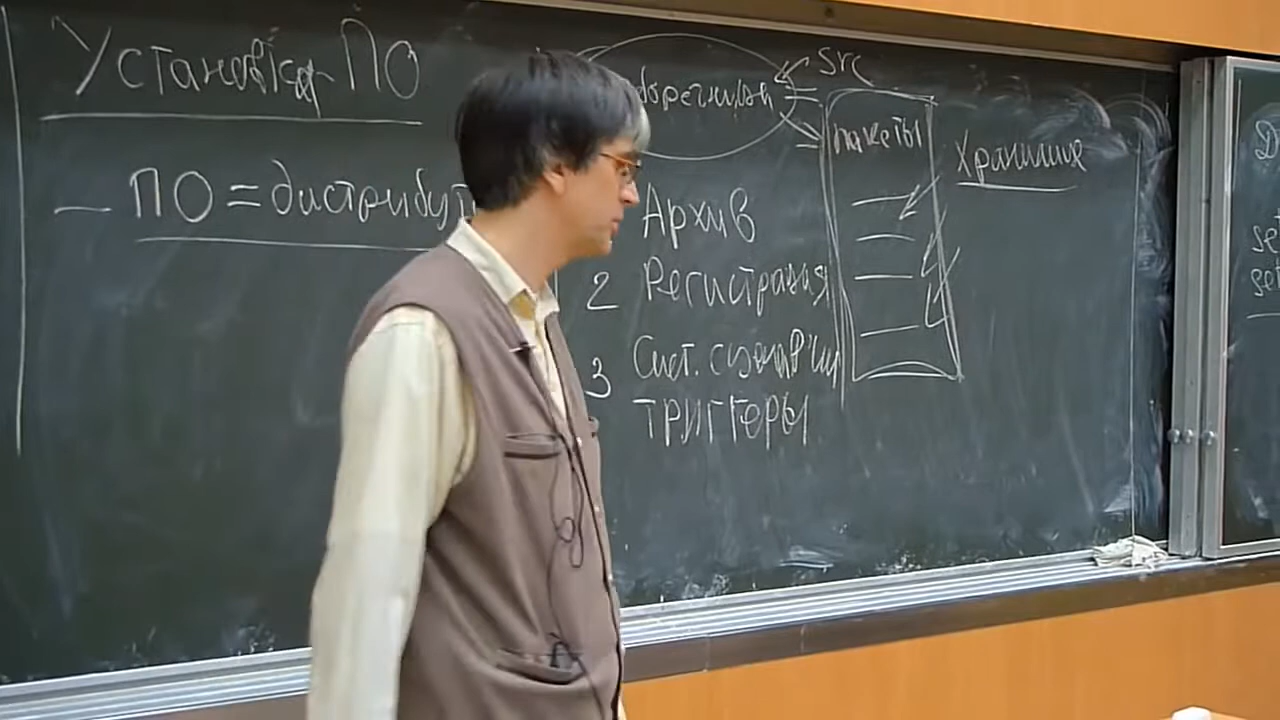 Установка ПО
– ПО = дистрибут
src
пакеты
Хранилище
Архив
2 Регистрация
3 Сист. сценарии
ТРИГГЕРЫ